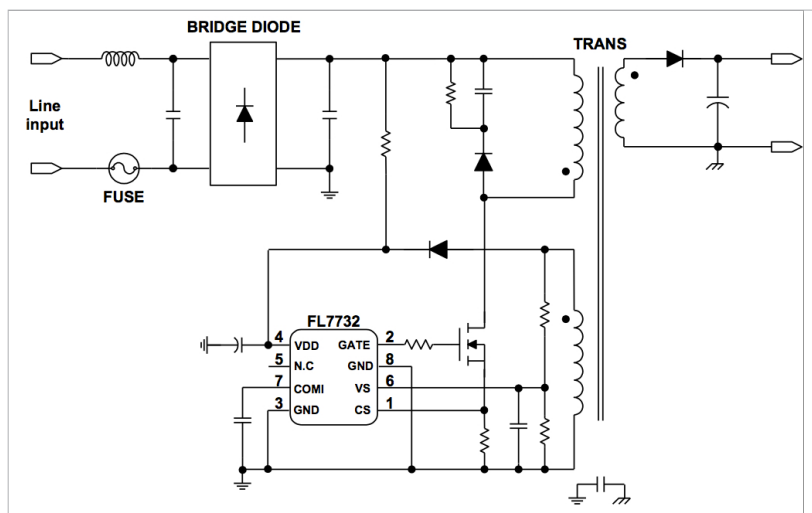 BRIDGE DIODE
TRANS
Line
input
FUSE
FL7732
4 VDD GATE 2
5 N.C GND 8
7 COMI VS 6
3 GND CS 1